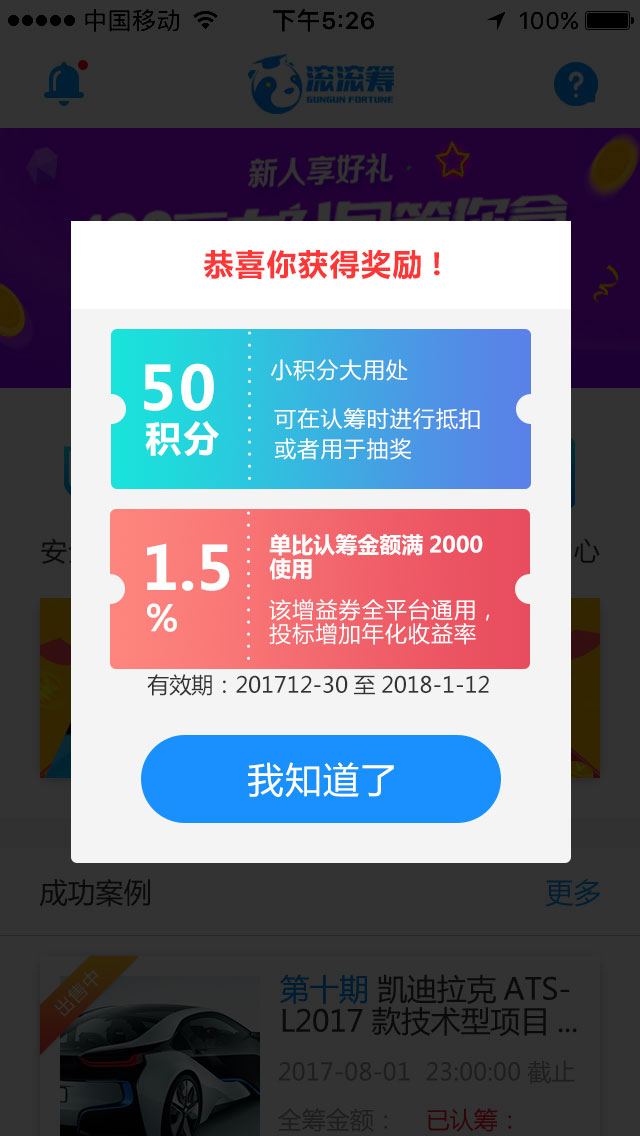 中国移动
下午5:26
100%
滚滚筹
GUNGUN FORTUNE
新人享好礼
恭喜你获得奖励！
50
积分
小积分大用处
可在认筹时进行抵扣
或者用于抽奖
1.5
%
单比认筹金额满 2000
使用
该增益券全平台通用，
投标增加年化收益率
有效期：201712-30 至 2018-1-12
安
心
我知道了
成功案例
更多
出售中
第十期 凯迪拉克 ATS-
L2017 款技术型项目 ...
2017-08-01 23:00:00 截止
全筹金额：
已认筹：